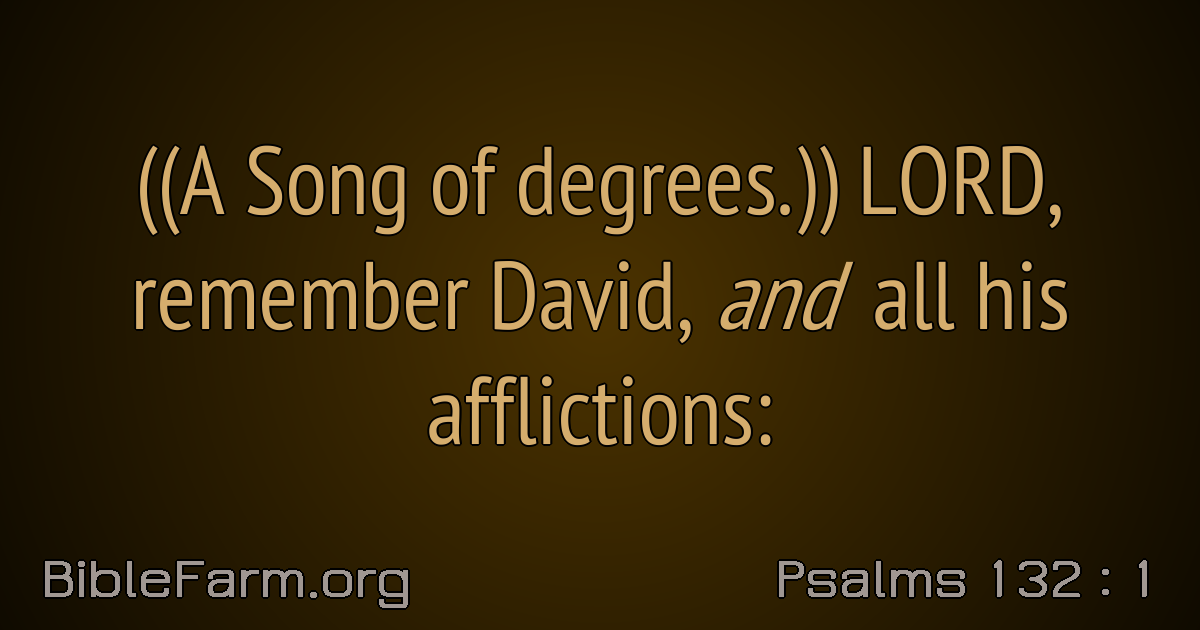 ((A Song of degrees.)) LORD,
remember David, and all his
afflictions:
BibleFarm.org
Psalms 132 : 1